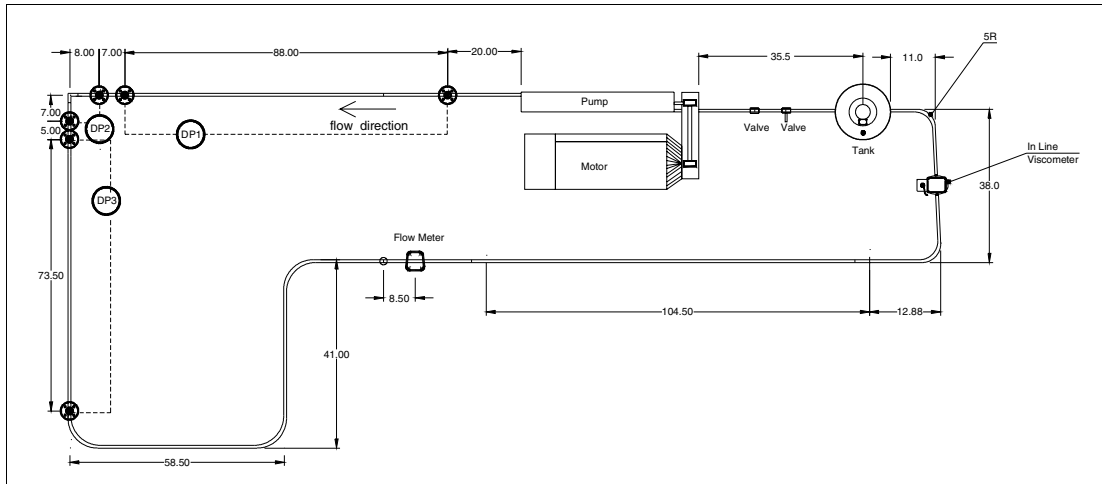 8.00
7.00
88.00
20.00
35.5
11.0
5R
7.00
5.00
DP2
DP1
flow direction
Pump
Valve
Valve
Tank
Motor
In Line
Viscometer
38.0
DP3
Flow Meter
73.50
8.50
104.50
12.88
41.00
58.50